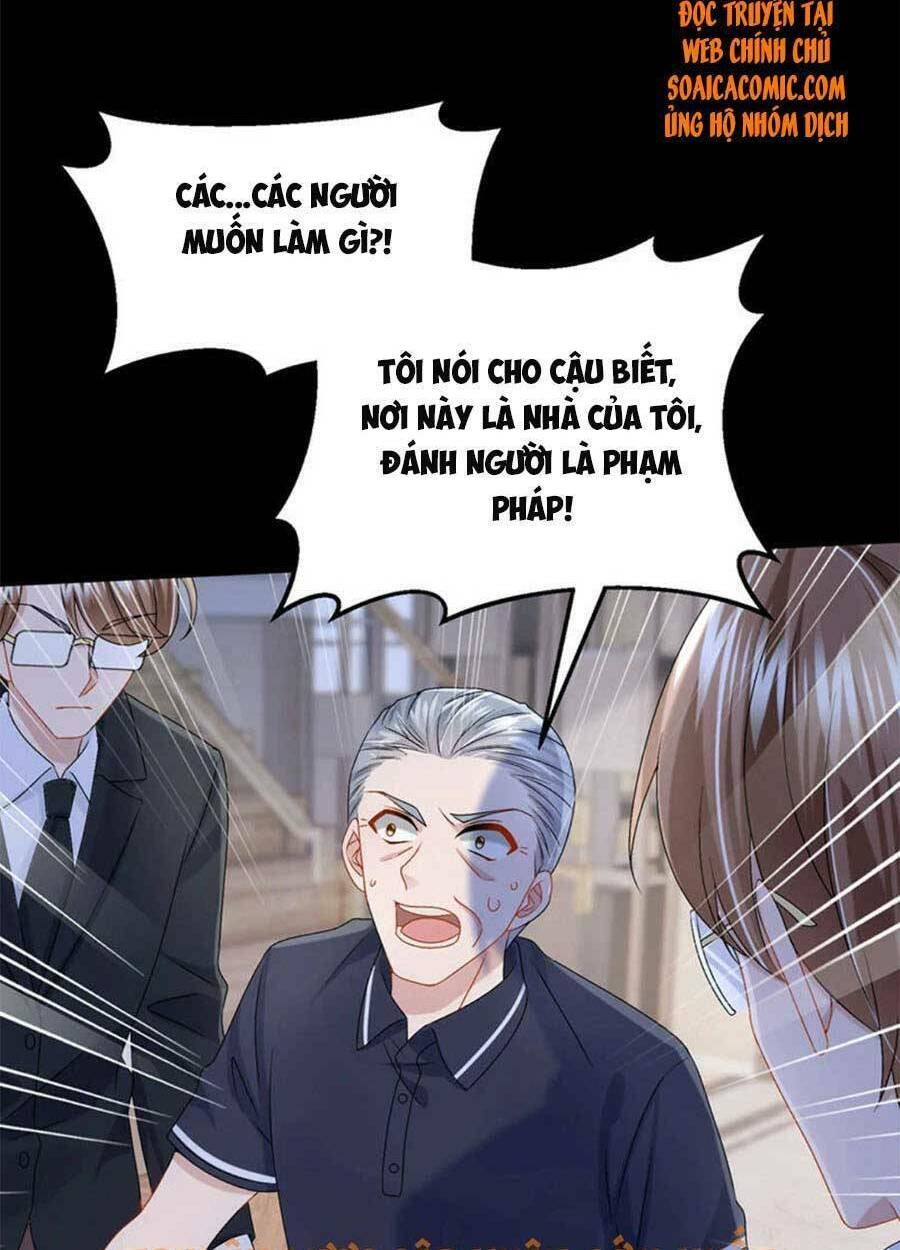 ĐỌC TRUYỆN TẠI
WEB CHÍNH CHỦ
SOAICACOMIC.COM
ỦNG HỘ NHÓM DỊCH
CÁC...CÁC NGƯỜI
MUỐN LÀM GÌ?!
TÔI NÓI CHO CẬU BIẾT,
NƠI NÀY LÀ NHÀ CỦA TÔI,
ĐÁNH NGƯỜI LÀ PHẠM
PHÁP!